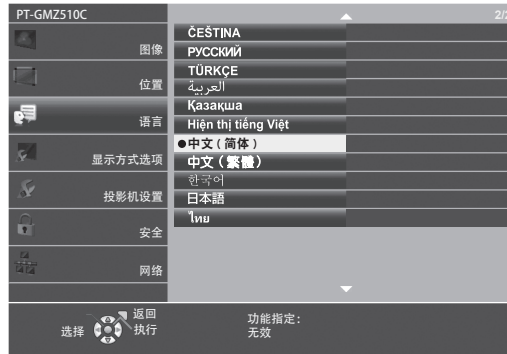 PT-GMZ510C
2/2
图像
位置
语言
显示方式选项
投影机设置
安全
网络
ČEŠTINA
РУССКИЙ
TÜRKÇE
العربية
Қазақша
Hiện thị tiếng Việt
●中文(简体)
中文(繁體)
한국어
日本語
ไทย
选择
返回
执行
功能指定:
无效